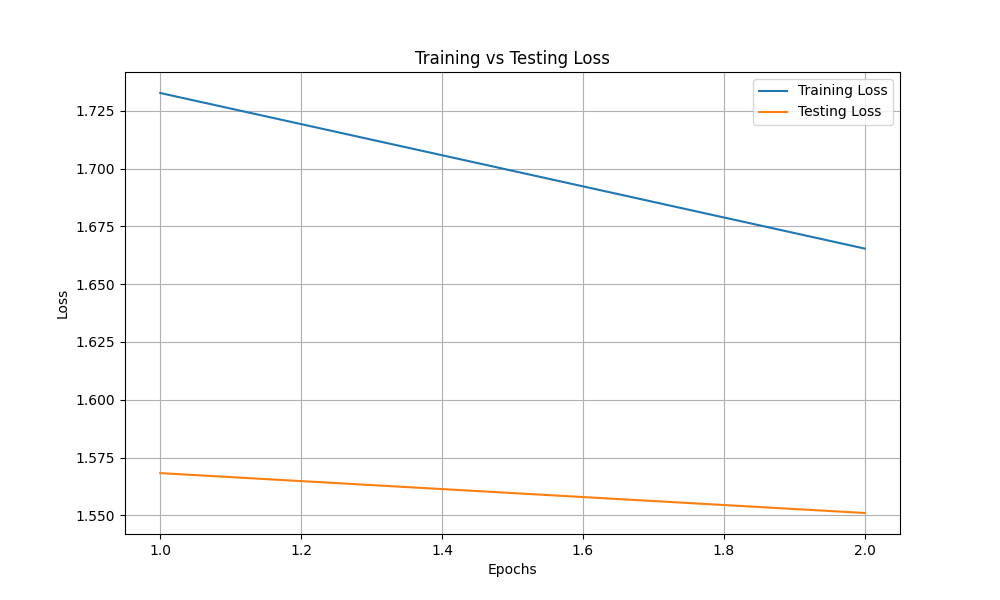 Training vs Testing Loss
Training Loss
Testing Loss
1.725
1.700
1.675
1.650
1.625
1.600
1.575
1.550
Loss
1.0 1.2 1.4 1.6 1.8 2.0
Epochs